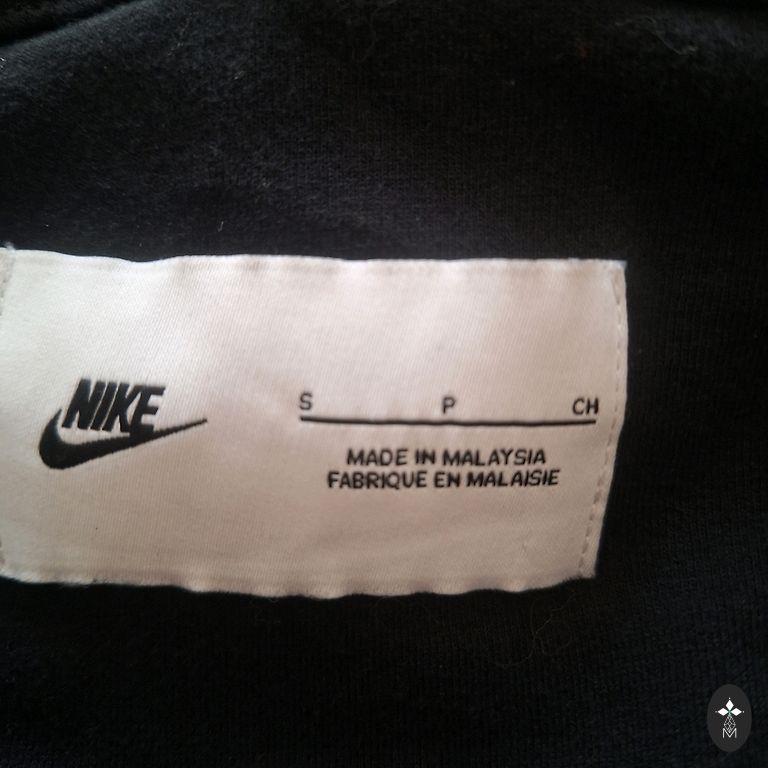 NIKE
S P CH
MADE IN MALAYSIA
FABRIQUE EN MALAISIE
M